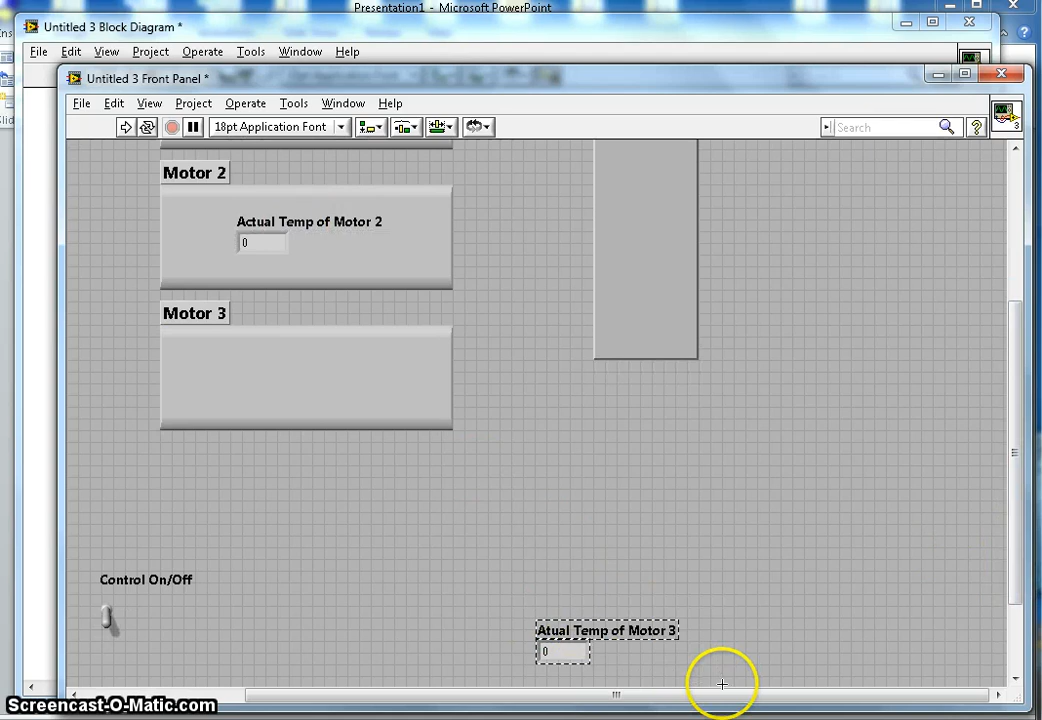 Presentation1 - Microsoft PowerPoint
Untitled 3 Block Diagram *
File Edit View Project Operate Tools Window Help
Untitled 3 Front Panel *
File Edit View Project Operate Tools Window Help
18pt Application Font
Search
?
3
Motor 2
Actual Temp of Motor 2
0
Motor 3
Control On/Off
Atual Temp of Motor 3
0
Screencast-O-Matic.com